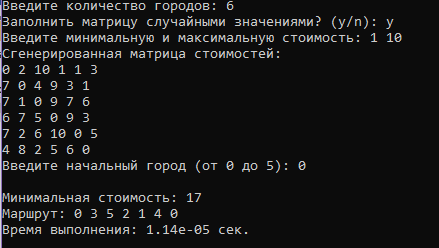 Введите количество городов: 6
Заполнить матрицу случайными значениями? (y/n): y
Введите минимальную и максимальную стоимость: 1 10
Сгенерированная матрица стоимостей:
0 2 10 1 1 3
7 0 4 9 3 1
7 1 0 9 7 6
6 7 5 0 9 3
7 2 6 10 0 5
4 8 2 5 6 0
Введите начальный город (от 0 до 5): 0
Минимальная стоимость: 17
Маршрут: 0 3 5 2 1 4 0
Время выполнения: 1.14e-05 сек.